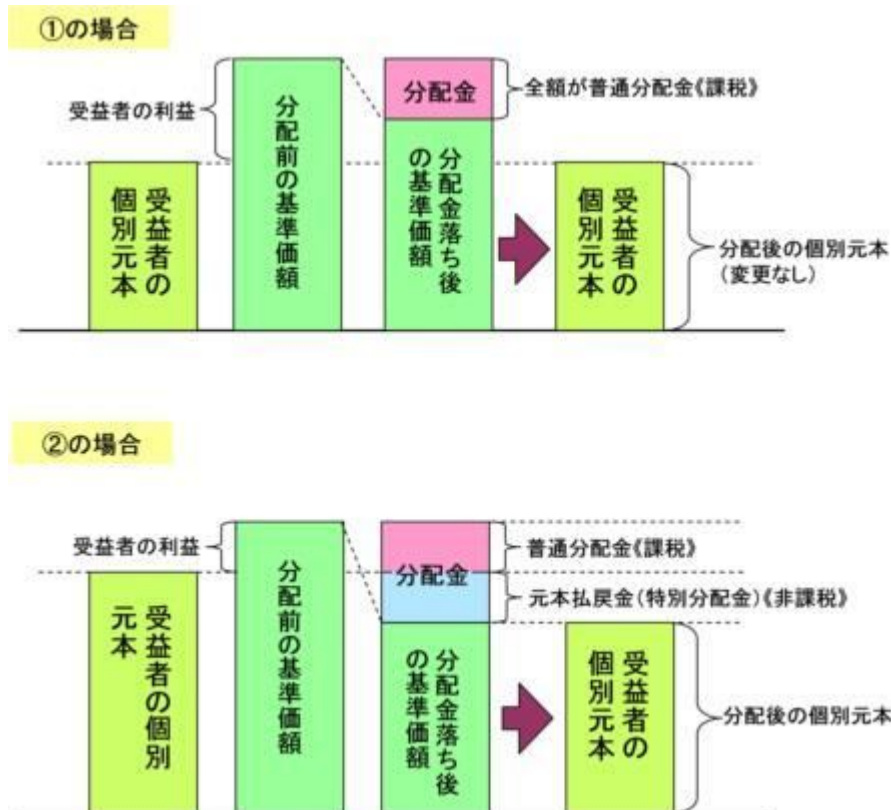 ①の場合
受益者の利益
受益者の
個別元本
分配前の基準価額
分配金
分配金落ち後
の基準価額
全額が普通分配金《課税》
受益者の
個別元本
分配後の個別元本
(変更なし)
②の場合
受益者の利益
受益者の個別
元本
分配前の基準価額
分配金
分配金落ち後
の基準価額
普通分配金《課税》
元本払戻金(特別分配金)《非課税》
受益者の
個別元本
分配後の個別元本